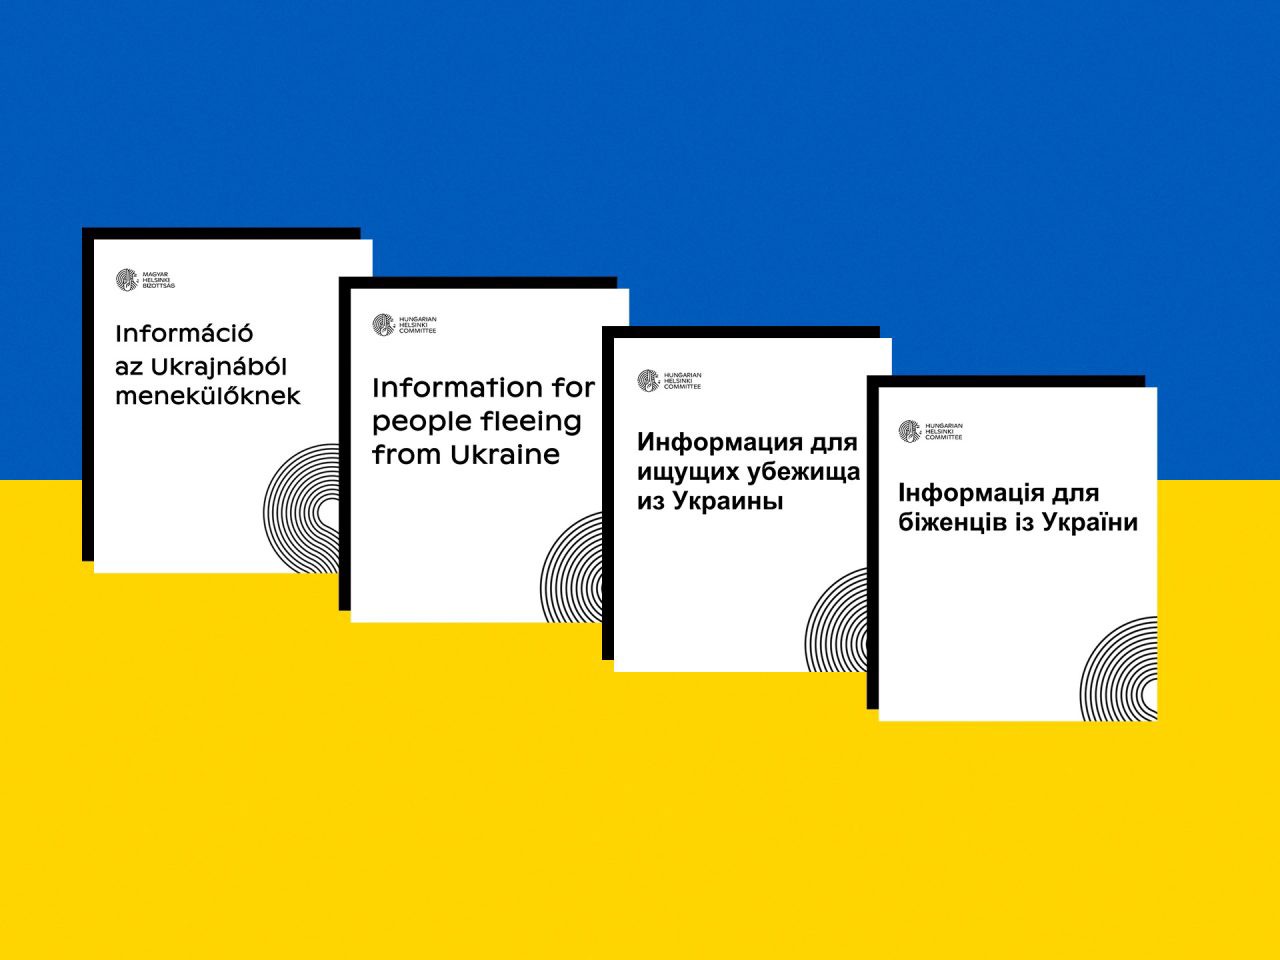 MAGYAR
HELSINKI
BIZOTTSÁG
Információ
az Ukrajnából
menekülőknek
HUNGARIAN
HELSINKI
COMMITTEE
Information for
people fleeing
from Ukraine
HUNGARIAN
HELSINKI
COMMITTEE
Информация для
ищущих убежища
из Украины
HUNGARIAN
HELSINKI
COMMITTEE
Інформація для
біженців із України